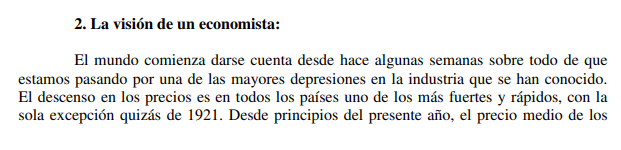 2. La visión de un economista:
El mundo comienza darse cuenta desde hace algunas semanas sobre todo de que
estamos pasando por una de las mayores depresiones en la industria que se han conocido.
El descenso en los precios es en todos los países uno de los más fuertes y rápidos, con la
sola excepción quizás de 1921. Desde principios del presente año, el precio medio de los